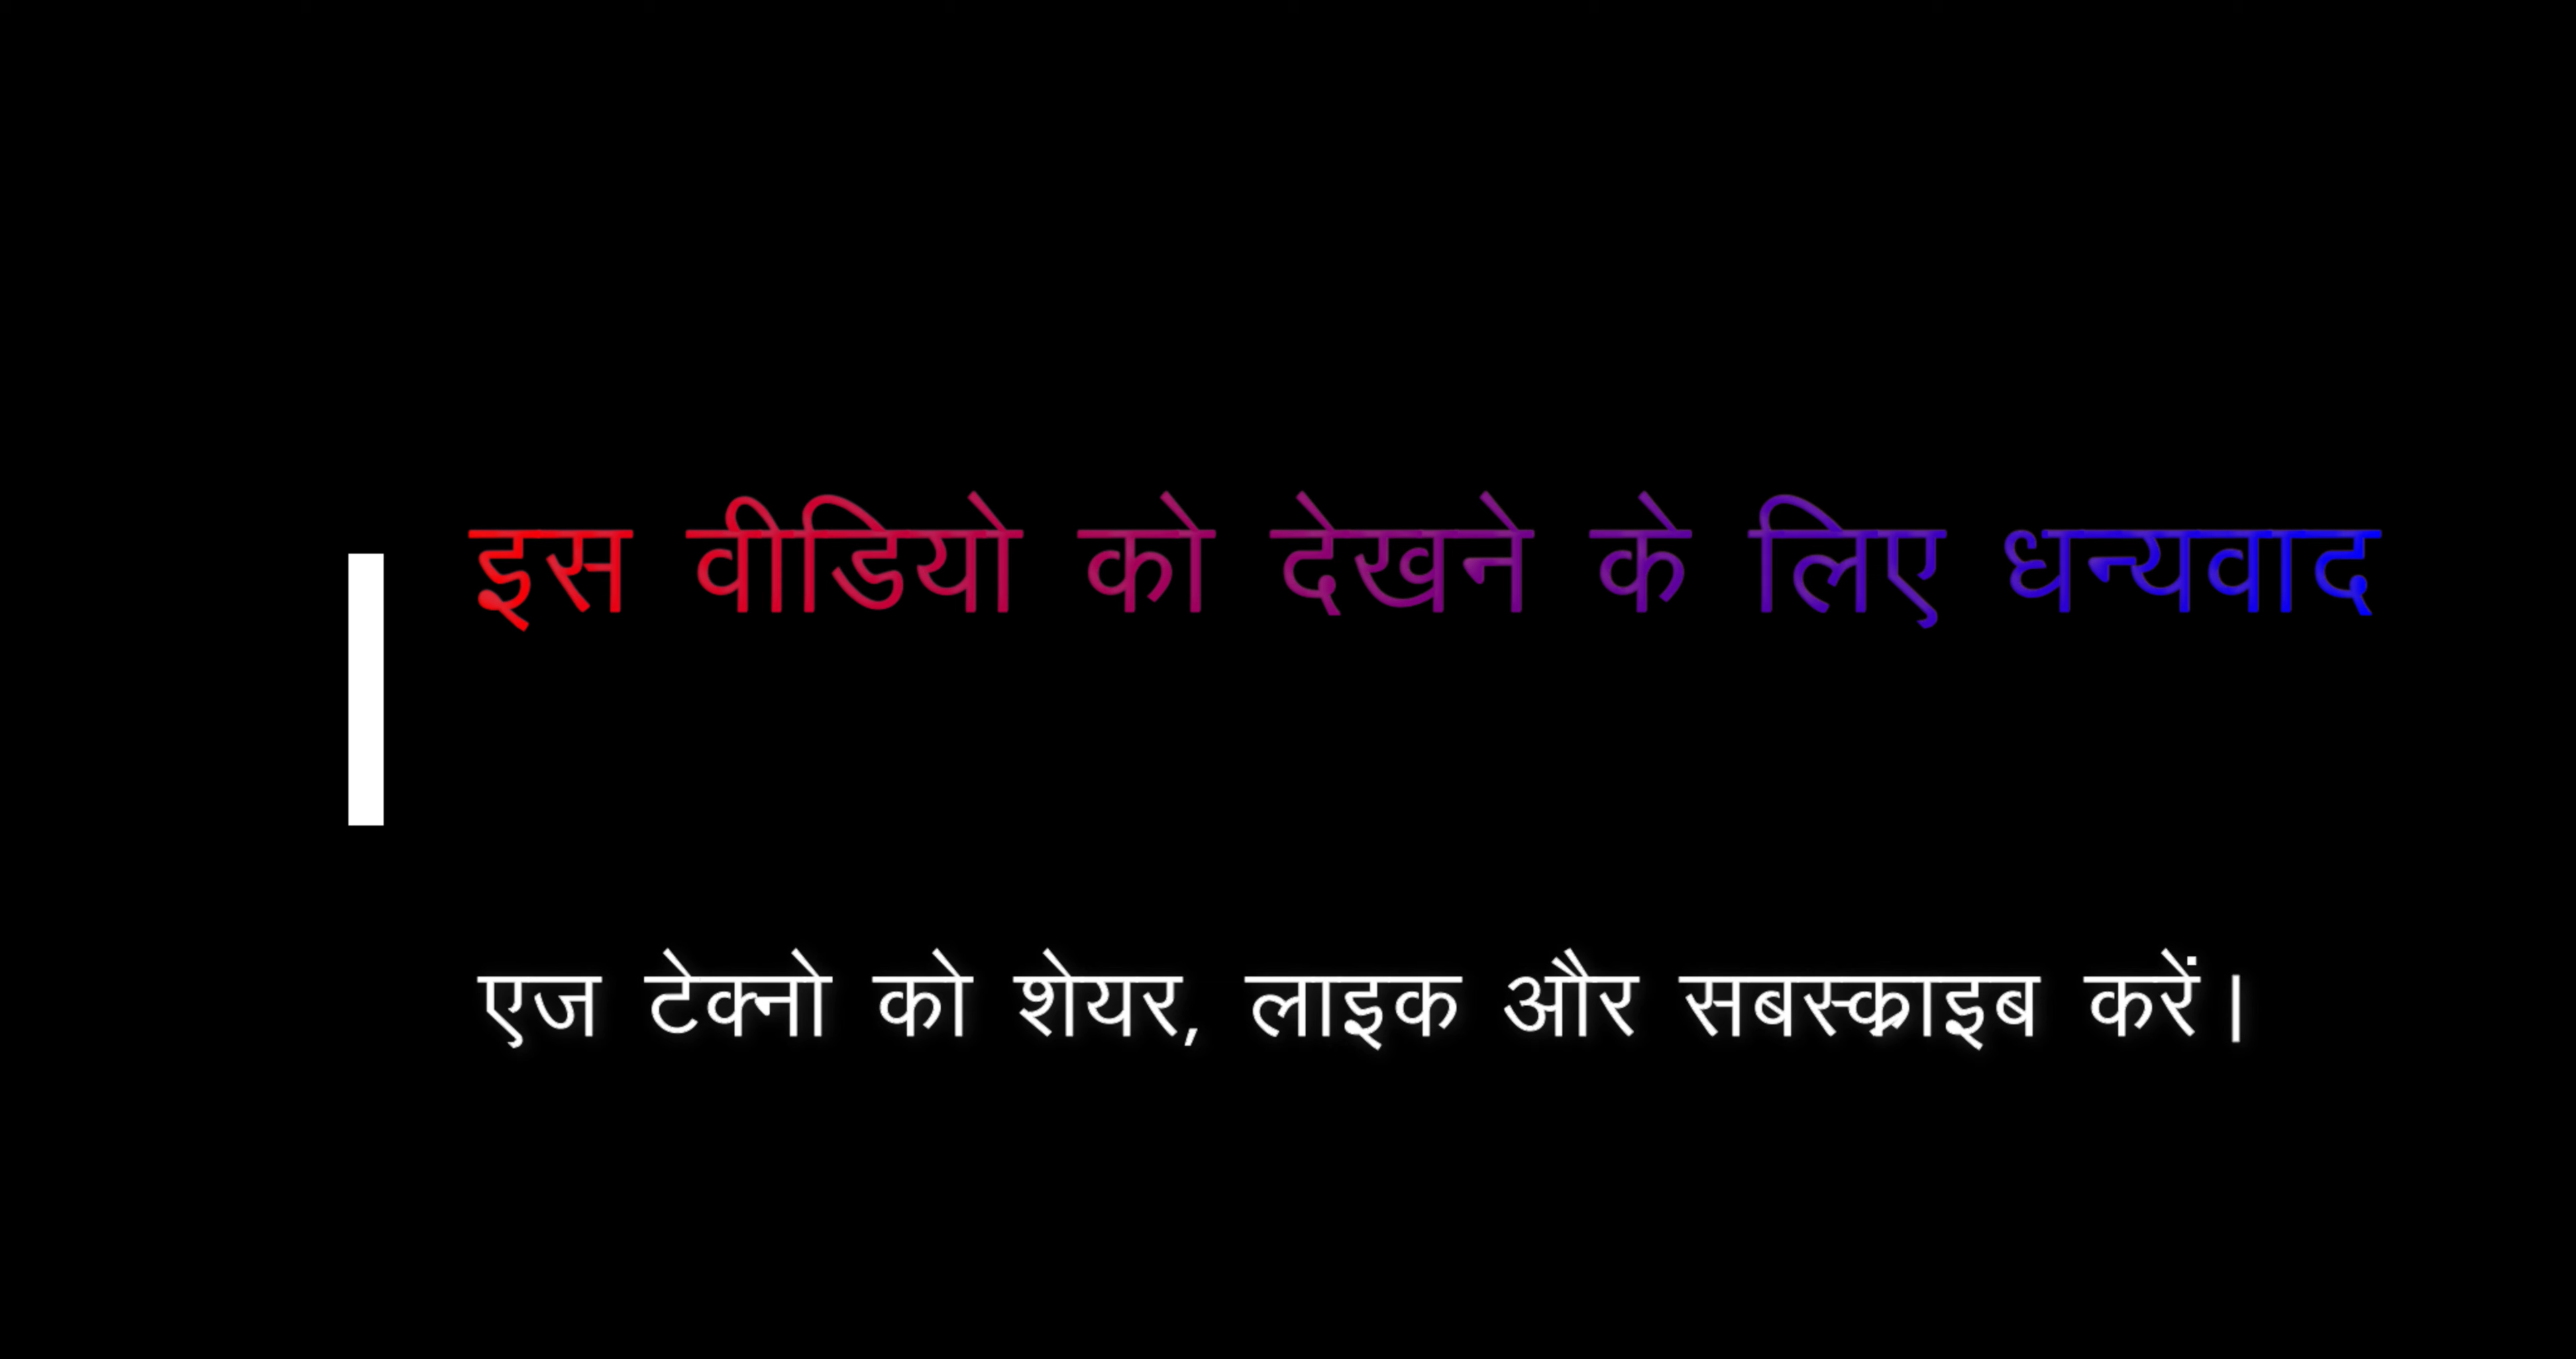 इस वीडियो को देखने के लिए धन्यवाद
एज टेक्नो को शेयर, लाइक और सबस्क्राइब करें।